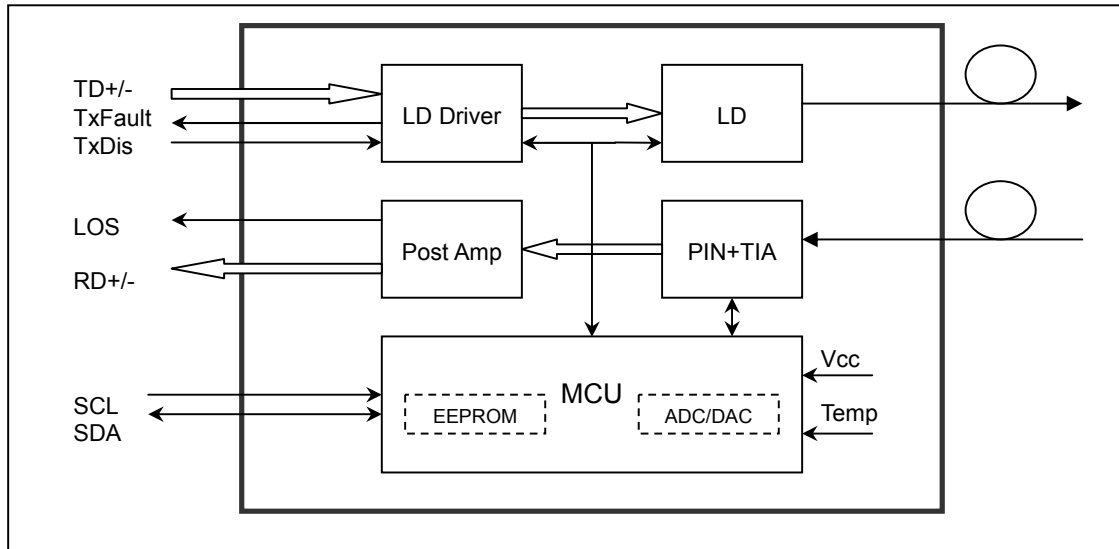 TD+/-
TxFault
TxDis
LD Driver
LD
LOS
RD+/-
Post Amp
PIN+TIA
SCL
SDA
MCU
EEPROM
ADC/DAC
Vcc
Temp